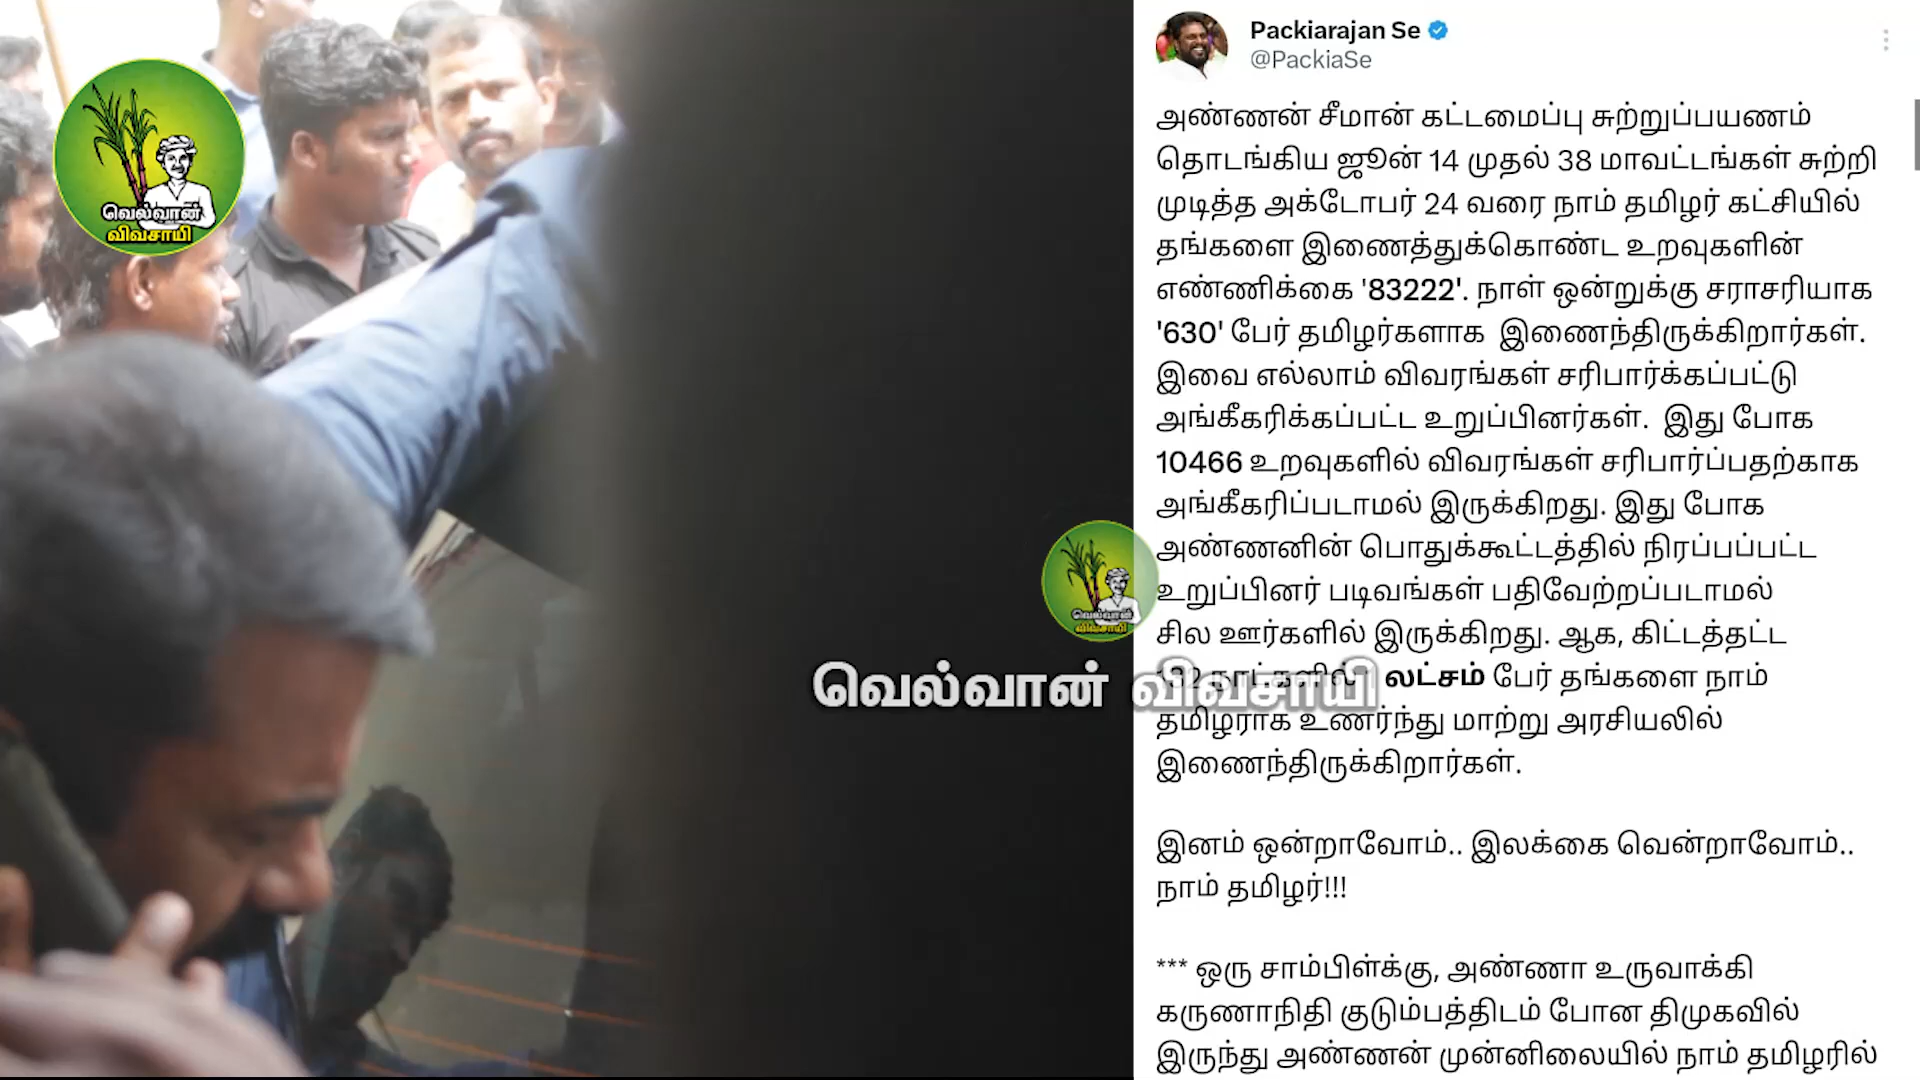 வெல்வான்
விவசாயி
Packiarajan Se
@PackiaSe
அண்ணன் சீமான் கட்டமைப்பு சுற்றுப்பயணம்
தொடங்கிய ஜூன் 14 முதல் 38 மாவட்டங்கள் சுற்றி
முடித்த அக்டோபர் 24 வரை நாம் தமிழர் கட்சியில்
தங்களை இணைத்துக்கொண்ட உறவுகளின்
எண்ணிக்கை '83222'. நாள் ஒன்றுக்கு சராசரியாக
'630' பேர் தமிழர்களாக இணைந்திருக்கிறார்கள்.
இவை எல்லாம் விவரங்கள் சரிபார்க்கப்பட்டு
அங்கீகரிக்கப்பட்ட உறுப்பினர்கள். இது போக
10466 உறவுகளில் விவரங்கள் சரிபார்ப்பதற்காக
அங்கீகரிப்படாமல் இருக்கிறது. இது போக
அண்ணனின் பொதுக்கூட்டத்தில் நிரப்பப்பட்ட
உறுப்பினர் படிவங்கள் பதிவேற்றப்படாமல்
சில ஊர்களில் இருக்கிறது. ஆக, கிட்டத்தட்ட
லட்சம் பேர் தங்களை நாம்
தமிழராக உணர்ந்து மாற்று அரசியலில்
இணைந்திருக்கிறார்கள்.
இனம் ஒன்றாவோம்.. இலக்கை வென்றாவோம்..
நாம் தமிழர்!!!
*** ஒரு சாம்பிள்க்கு, அண்ணா உருவாக்கி
கருணாநிதி குடும்பத்திடம் போன திமுகவில்
இருந்து அண்ணன் முன்னிலையில் நாம் தமிழரில்
வெல்வான்
விவசாயி
வெல்வான் விவசாயி